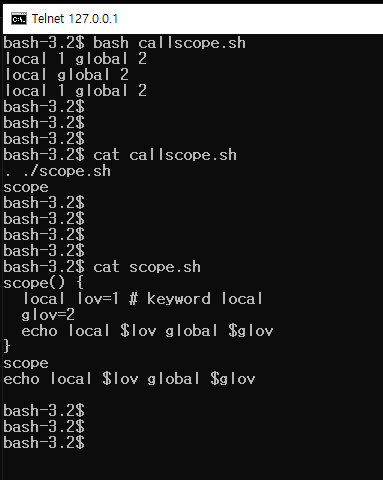 Telnet 127.0.0.1
bash-3.2$ bash callscope.sh
local 1 global 2
local global 2
local 1 global 2
bash-3.2$
bash-3.2$
bash-3.2$
bash-3.2$ cat callscope.sh
. ./scope.sh
scope
bash-3.2$
bash-3.2$
bash-3.2$
bash-3.2$
bash-3.2$ cat scope.sh
scope() {
  local lov=1 # keyword local
  glov=2
  echo local $lov global $glov
}
scope
echo local $lov global $glov

bash-3.2$
bash-3.2$
bash-3.2$